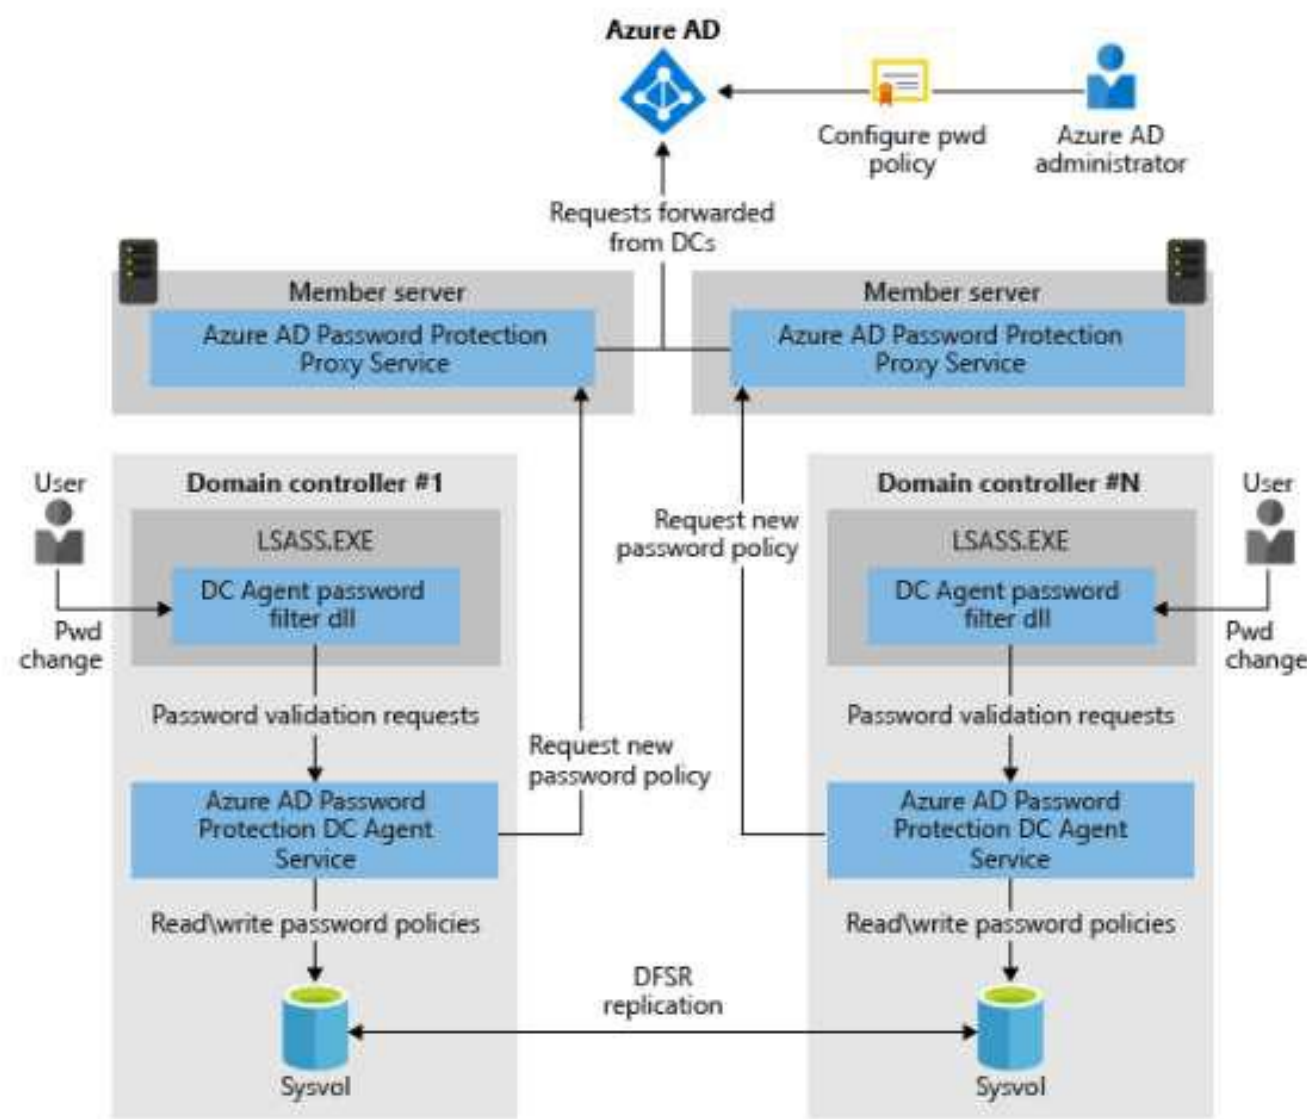 Azure AD
Configure pwd
policy
Azure AD
administrator
Requests forwarded
from DCs
Member server
Azure AD Password Protection
Proxy Service
Member server
Azure AD Password Protection
Proxy Service
User
Pwd
change
Domain controller #1
LSASS.EXE
DC Agent password
filter dll
Password validation requests
Azure AD Password
Protection DC Agent
Service
Read\write password policies
Sysvol
Request new
password policy
DFSR
replication
Request new
password policy
Domain controller #N
LSASS.EXE
DC Agent password
filter dll
Password validation requests
Azure AD Password
Protection DC Agent
Service
Read\write password policies
Sysvol
User
Pwd
change